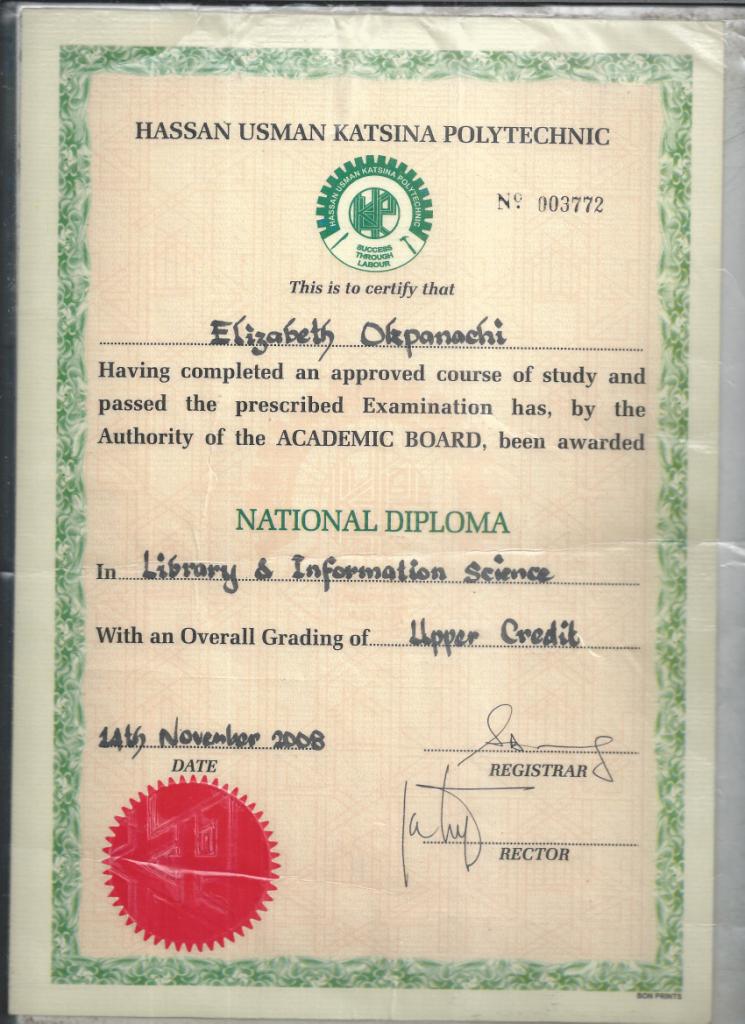 HASSAN USMAN KATSINA POLYTECHNIC
HASSAN USMAN KATSINA POLYTECHNIC
SUCCESS
THROUGH
LABOUR
Nº 003772
This is to certify that
Elizabeth Okpanachi
Having completed an approved course of study and
passed the prescribed Examination has, by the
Authority of the ACADEMIC BOARD, been awarded
NATIONAL DIPLOMA
In Library & Information Science
With an Overall Grading of Upper Credit
14th November 2008
DATE
REGISTRAR
RECTOR
BON PRINTS